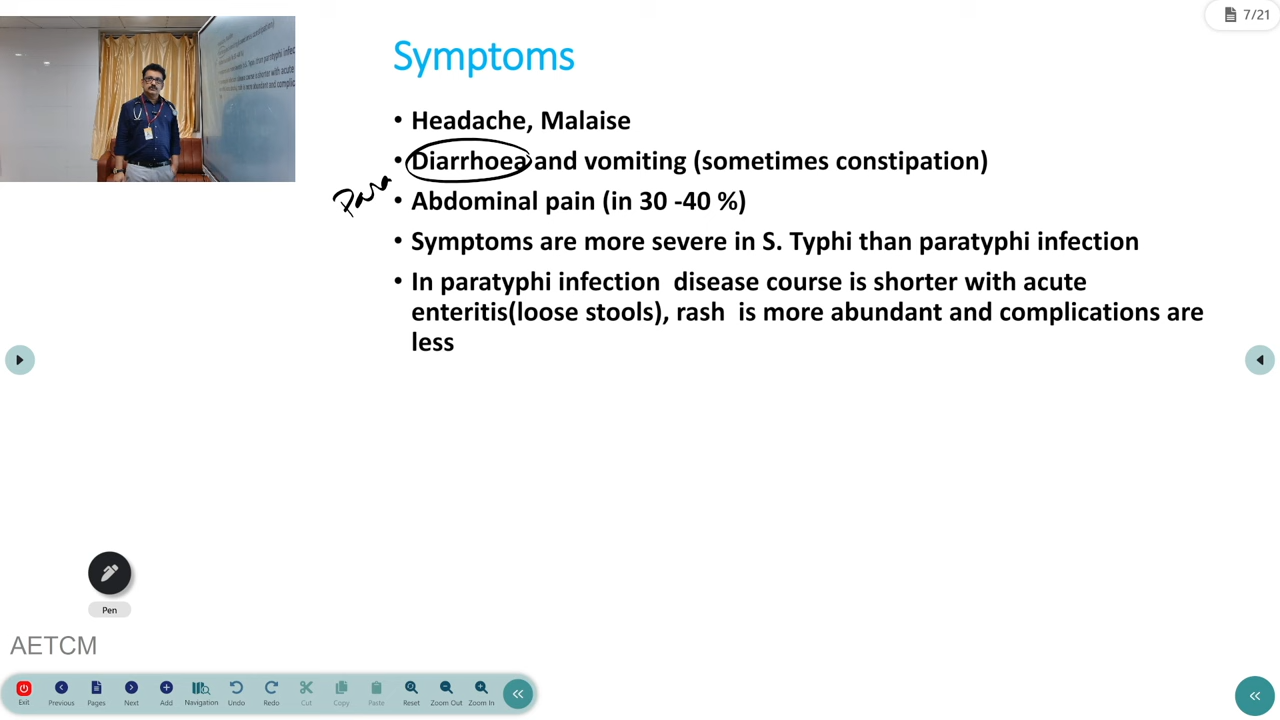 7/21
Symptoms
• Headache, Malaise
• Diarrhoea and vomiting (sometimes constipation)
Para
• Abdominal pain (in 30 -40 %)
• Symptoms are more severe in S. Typhi than paratyphi infection
• In paratyphi infection disease course is shorter with acute
enteritis(loose stools), rash is more abundant and complications are
less
Pen
AETCM
Exit Previous Pages Next Add Navigation Undo Redo Cut Copy Paste Reset Zoom Out Zoom In